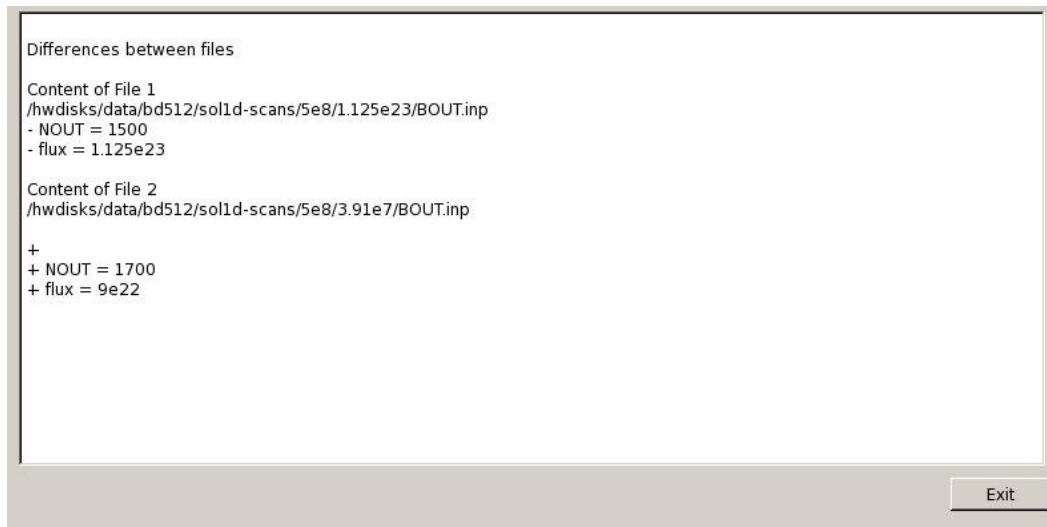 Differences between files
Content of File 1
/hwdisks/data/bd512/sol1d-scans/5e8/1.125e23/BOUT.inp
- NOUT = 1500
- flux = 1.125e23
Content of File 2
/hwdisks/data/bd512/sol1d-scans/5e8/3.91e7/BOUT.inp
+
+ NOUT = 1700
+ flux = 9e22
Exit